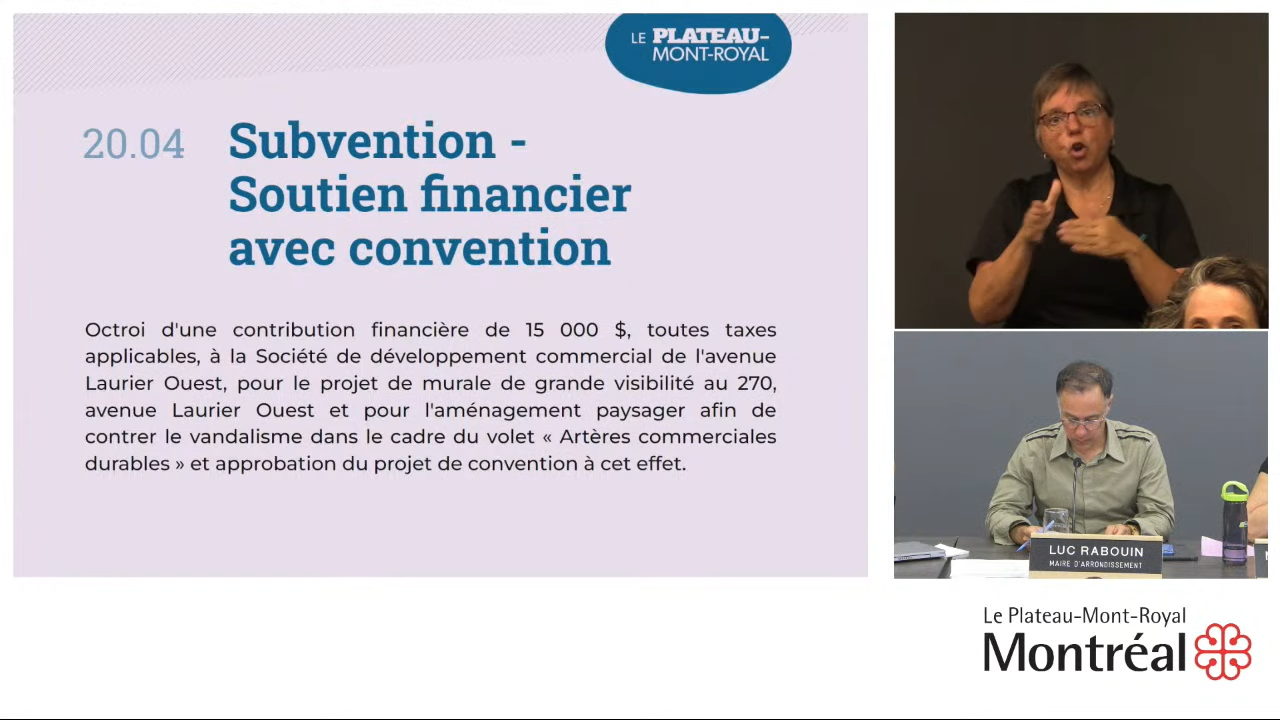 LE PLATEAU-
MONT-ROYAL
20.04 Subvention -
Soutien financier
avec convention
Octroi d'une contribution financière de 15 000 $, toutes taxes
applicables, à la Société de développement commercial de l'avenue
Laurier Ouest, pour le projet de murale de grande visibilité au 270,
avenue Laurier Ouest et pour l'aménagement paysager afin de
contrer le vandalisme dans le cadre du volet « Artères commerciales
durables » et approbation du projet de convention à cet effet.
LUC RABOUIN
MAIRE D'ARRONDISSEMENT
Le Plateau-Mont-Royal
Montréal